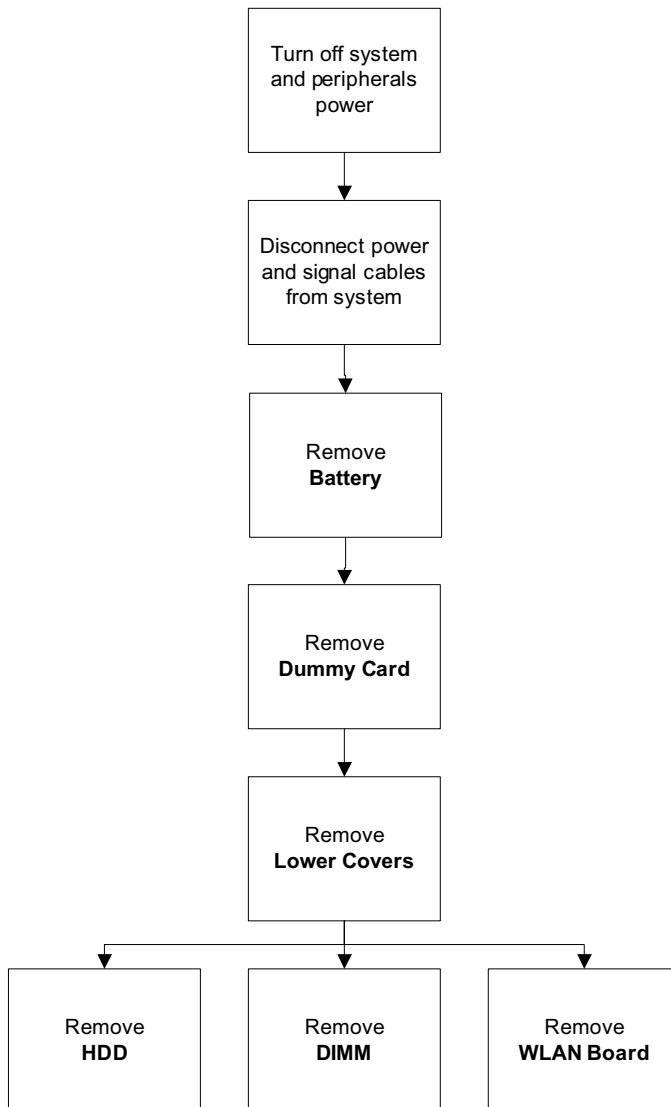 Turn off system
and peripherals
power
Disconnect power
and signal cables
from system
Remove
Battery
Remove
Dummy Card
Remove
Lower Covers
Remove
HDD
Remove
DIMM
Remove
WLAN Board